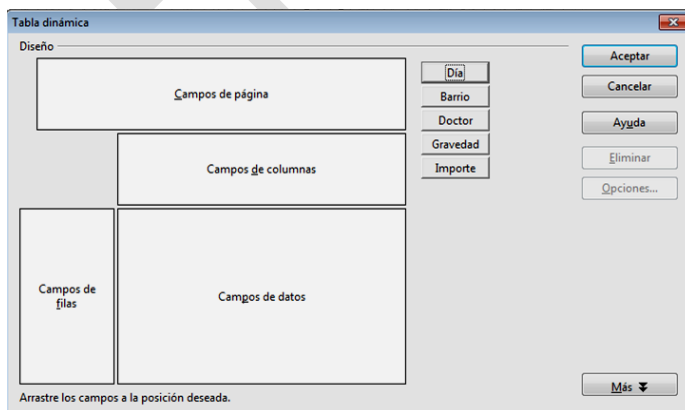 Tabla dinámica
Diseño
Campos de página
Campos de columnas
Campos de
filas
Campos de datos
Día
Barrio
Doctor
Gravedad
Importe
Aceptar
Cancelar
Ayuda
Eliminar
Opciones...
Más
Arrastre los campos a la posición deseada.